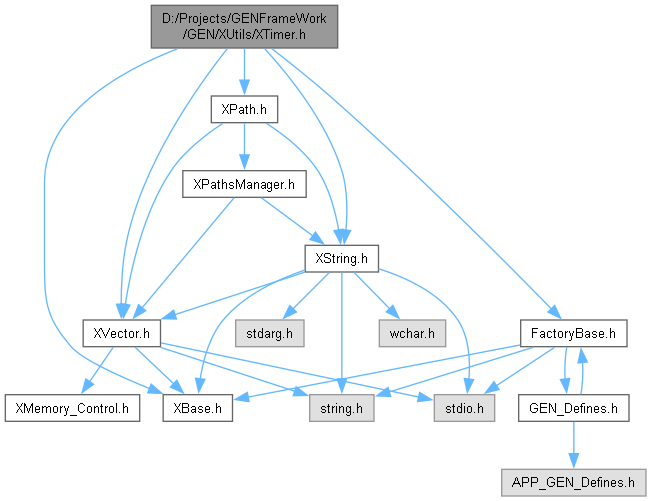 D:/Projects/GENFrameWork
/GEN/XUtils/XTimer.h
XPath.h
XPathsManager.h
XString.h
XVector.h
stdarg.h
wchar.h
FactoryBase.h
XMemory_Control.h
XBase.h
string.h
stdio.h
GEN_Defines.h
APP_GEN_Defines.h